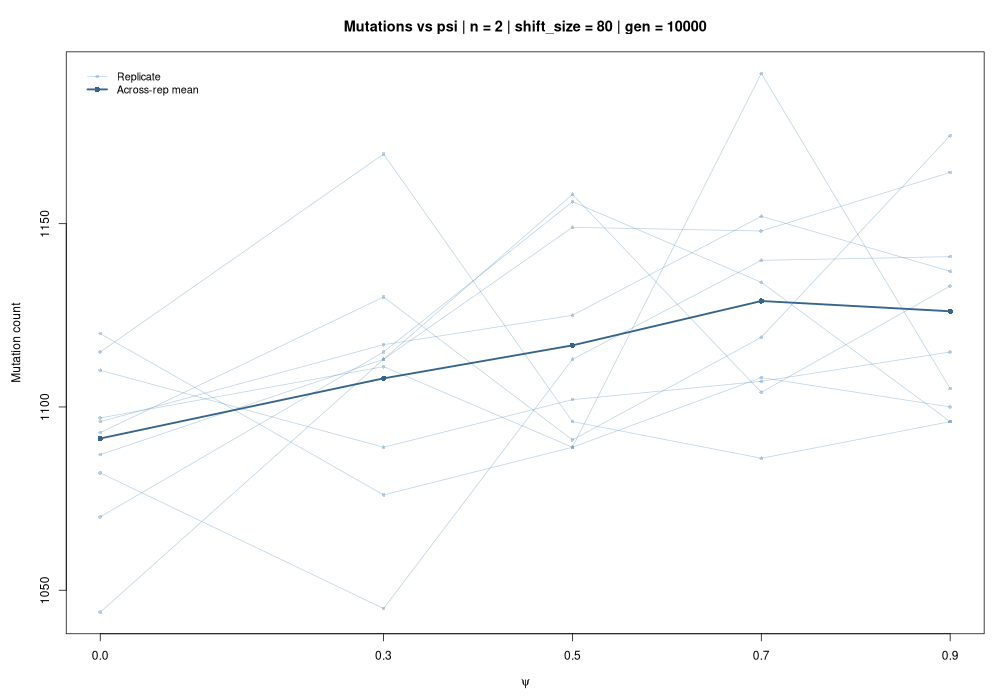 Mutations vs psi | n = 2 | shift_size = 80 | gen = 10000
Replicate
Across-rep mean
Mutation count
1150
1100
1050
0.0 0.3 0.5 0.7 0.9
ψ